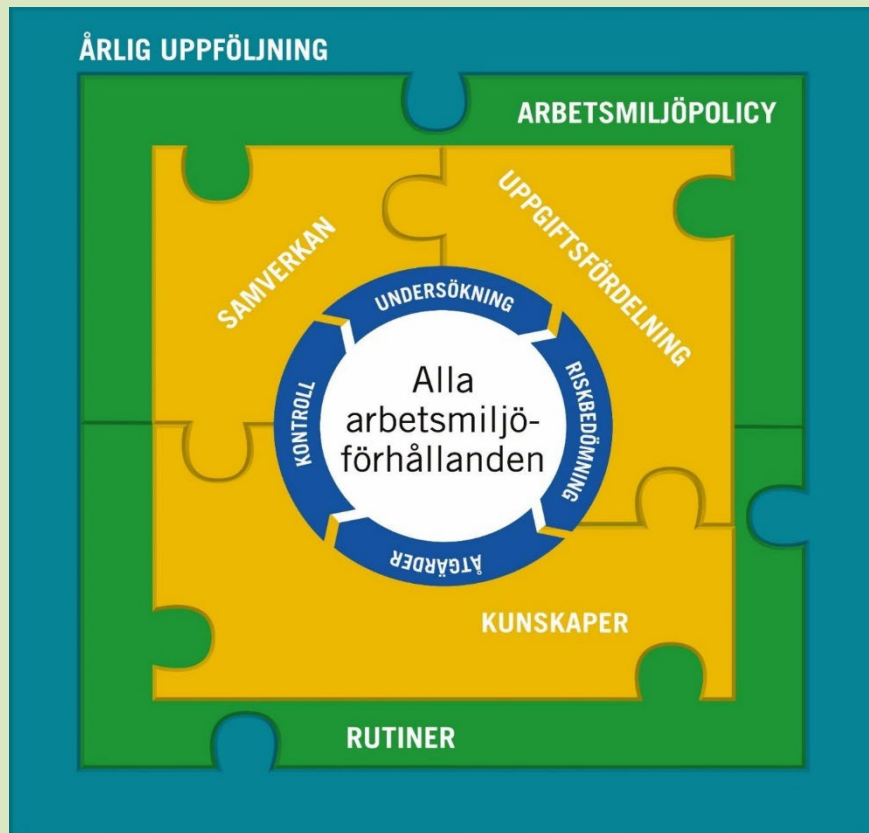 ÅRLIG UPPFÖLJNING
ARBETSMILJÖPOLICY
SAMVERKAN
UPPGIFTSFÖRDELNING
UNDERSÖKNING
RISKBEDÖMNING
ÅTGÄRDER
KONTROLL
Alla
arbetsmiljö-
förhållanden
KUNSKAPER
RUTINER